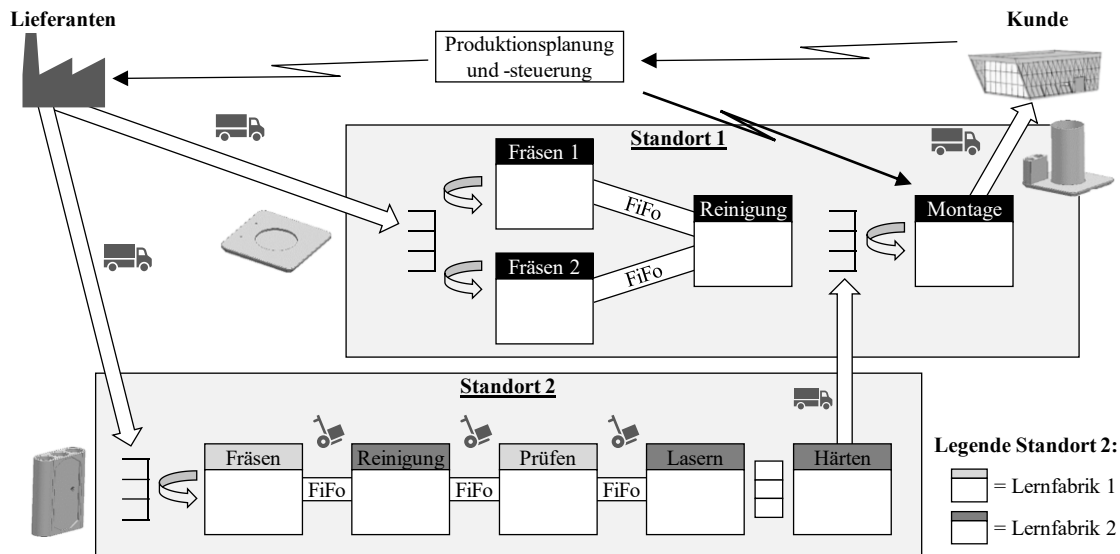 Lieferanten
Kunde
Produktionsplanung
und -steuerung
Standort 1
Fräsen 1
FiFo
Reinigung
Montage
Fräsen 2
FiFo
Standort 2
Fräsen
Reinigung
Prüfen
Lasern
Härten
FiFo
FiFo
FiFo
Legende Standort 2:
= Lernfabrik 1
= Lernfabrik 2